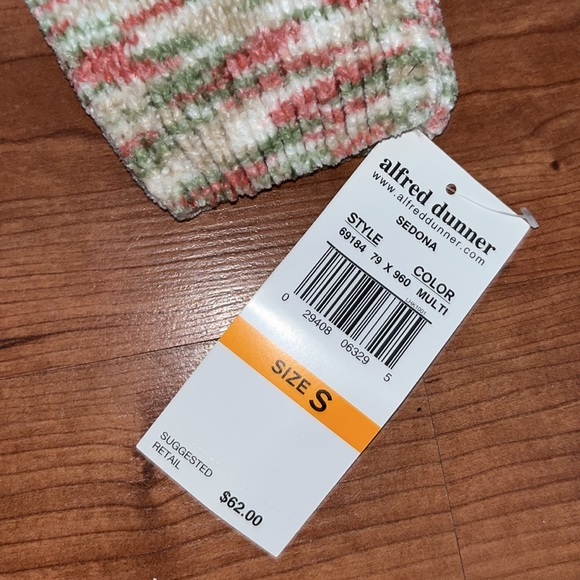 alfred dunner
www.alfreddunner.com
SEDONA
STYLE COLOR
69184 79 X 960 MULTI
0 29408 06329 5
SIZE S
SUGGESTED
RETAIL
$62.00